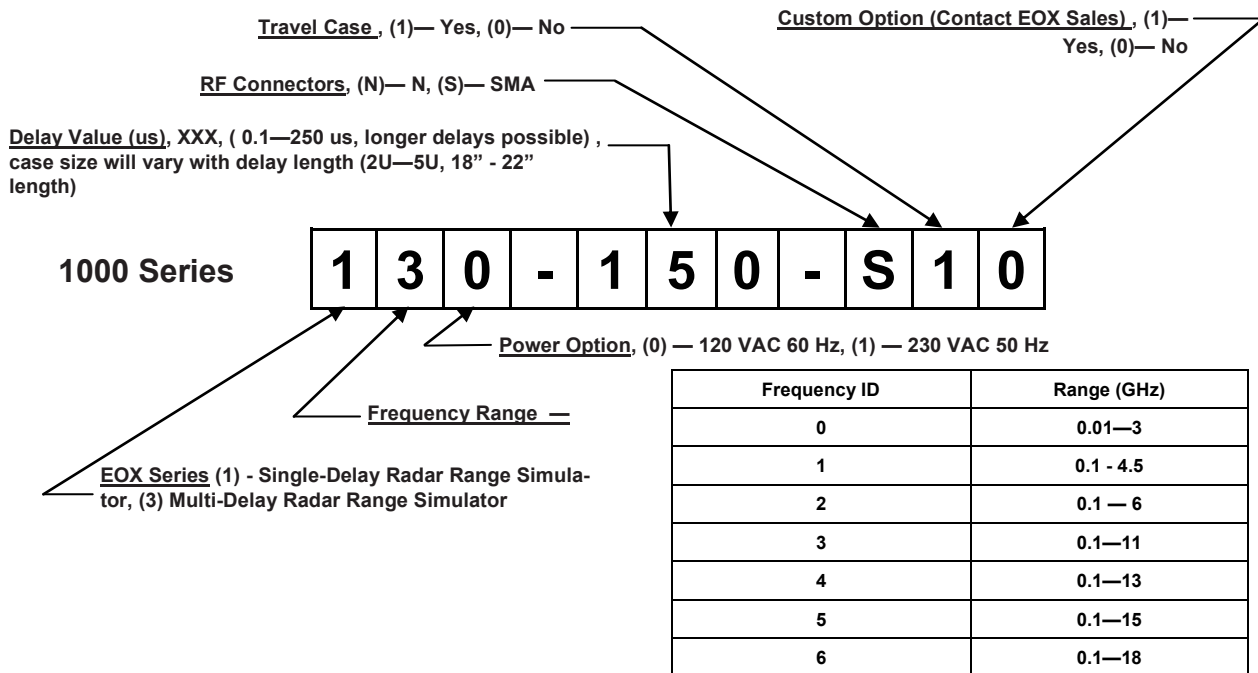 Travel Case , (1)— Yes, (0)— No
Custom Option (Contact EOX Sales) , (1)—
Yes, (0)— No
RF Connectors, (N)— N, (S)— SMA
Delay Value (us), XXX, ( 0.1—250 us, longer delays possible) ,
case size will vary with delay length (2U—5U, 18” - 22”
length)
1000 Series 1 3 0 - 1 5 0 - S 1 0
Power Option, (0) — 120 VAC 60 Hz, (1) — 230 VAC 50 Hz
Frequency Range —
EOX Series (1) - Single-Delay Radar Range Simula-
tor, (3) Multi-Delay Radar Range Simulator
Frequency ID Range (GHz)
0 0.01—3
1 0.1 - 4.5
2 0.1 — 6
3 0.1—11
4 0.1—13
5 0.1—15
6 0.1—18